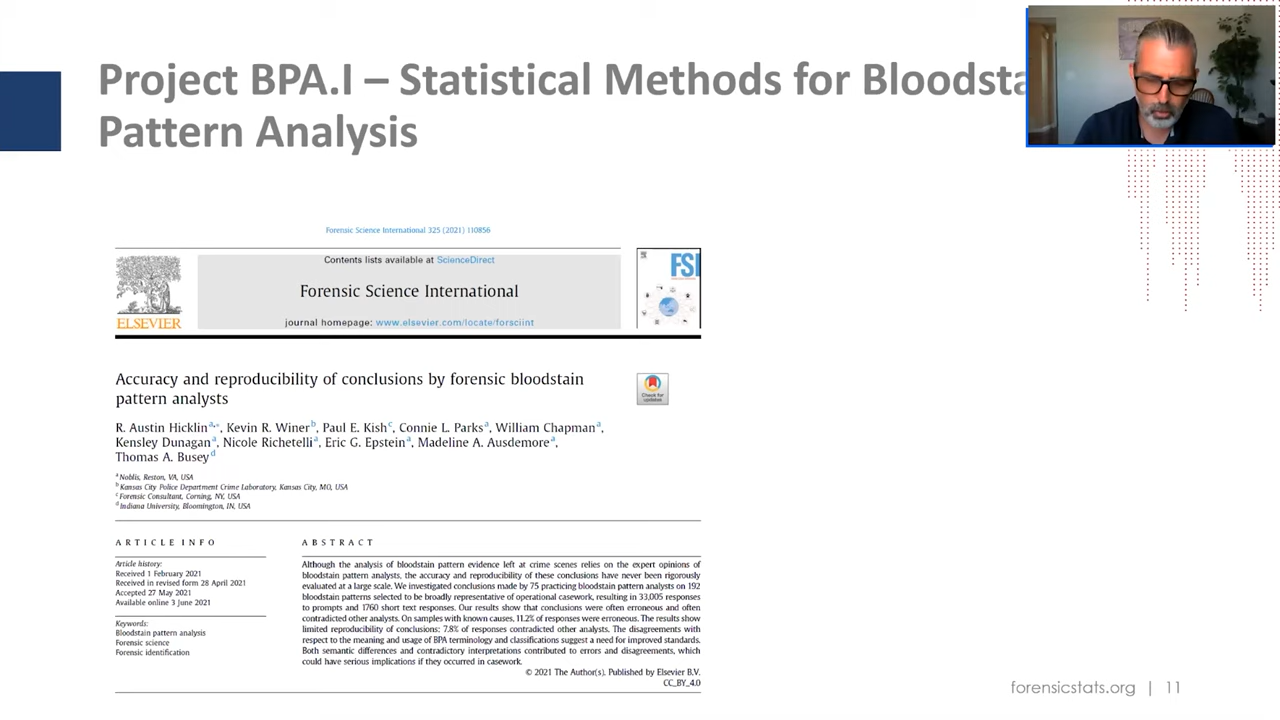 Project BPA.I – Statistical Methods for Bloodsta
Pattern Analysis
Forensic Science International 325 (2021) 110856
Contents lists available at ScienceDirect
Forensic Science International
journal homepage: www.elsevier.com/locate/forsciint
ELSEVIER
FSI
Accuracy and reproducibility of conclusions by forensic bloodstain
pattern analysts
Check for
updates
R. Austin Hicklin a,*, Kevin R. Winer b, Paul E. Kish c, Connie L. Parks a, William Chapman a,
Kensley Dunagan a, Nicole Richetelli a, Eric G. Epstein a, Madeline A. Ausdemore a,
Thomas A. Busey d
a Noblis, Reston, VA, USA
b Kansas City Police Department Crime Laboratory, Kansas City, MO, USA
c Forensic Consultant, Corning, NY, USA
d Indiana University, Bloomington, IN, USA
ARTICLE INFO
Article history:
Received 1 February 2021
Received in revised form 28 April 2021
Accepted 27 May 2021
Available online 3 June 2021
Keywords:
Bloodstain pattern analysis
Forensic science
Forensic identification
ABSTRACT
Although the analysis of bloodstain pattern evidence left at crime scenes relies on the expert opinions of
bloodstain pattern analysts, the accuracy and reproducibility of these conclusions have never been rigorously
evaluated at a large scale. We investigated conclusions made by 75 practicing bloodstain pattern analysts on 192
bloodstain patterns selected to be broadly representative of operational casework, resulting in 33,005 responses
to prompts and 1760 short text responses. Our results show that conclusions were often erroneous and often
contradicted other analysts. On samples with known causes, 11.2% of responses were erroneous. The results show
limited reproducibility of conclusions: 7.8% of responses contradicted other analysts. The disagreements with
respect to the meaning and usage of BPA terminology and classifications suggest a need for improved standards.
Both semantic differences and contradictory interpretations contributed to errors and disagreements, which
could have serious implications if they occurred in casework.
© 2021 The Author(s). Published by Elsevier B.V.
CC_BY_4.0
forensicstats.org | 11